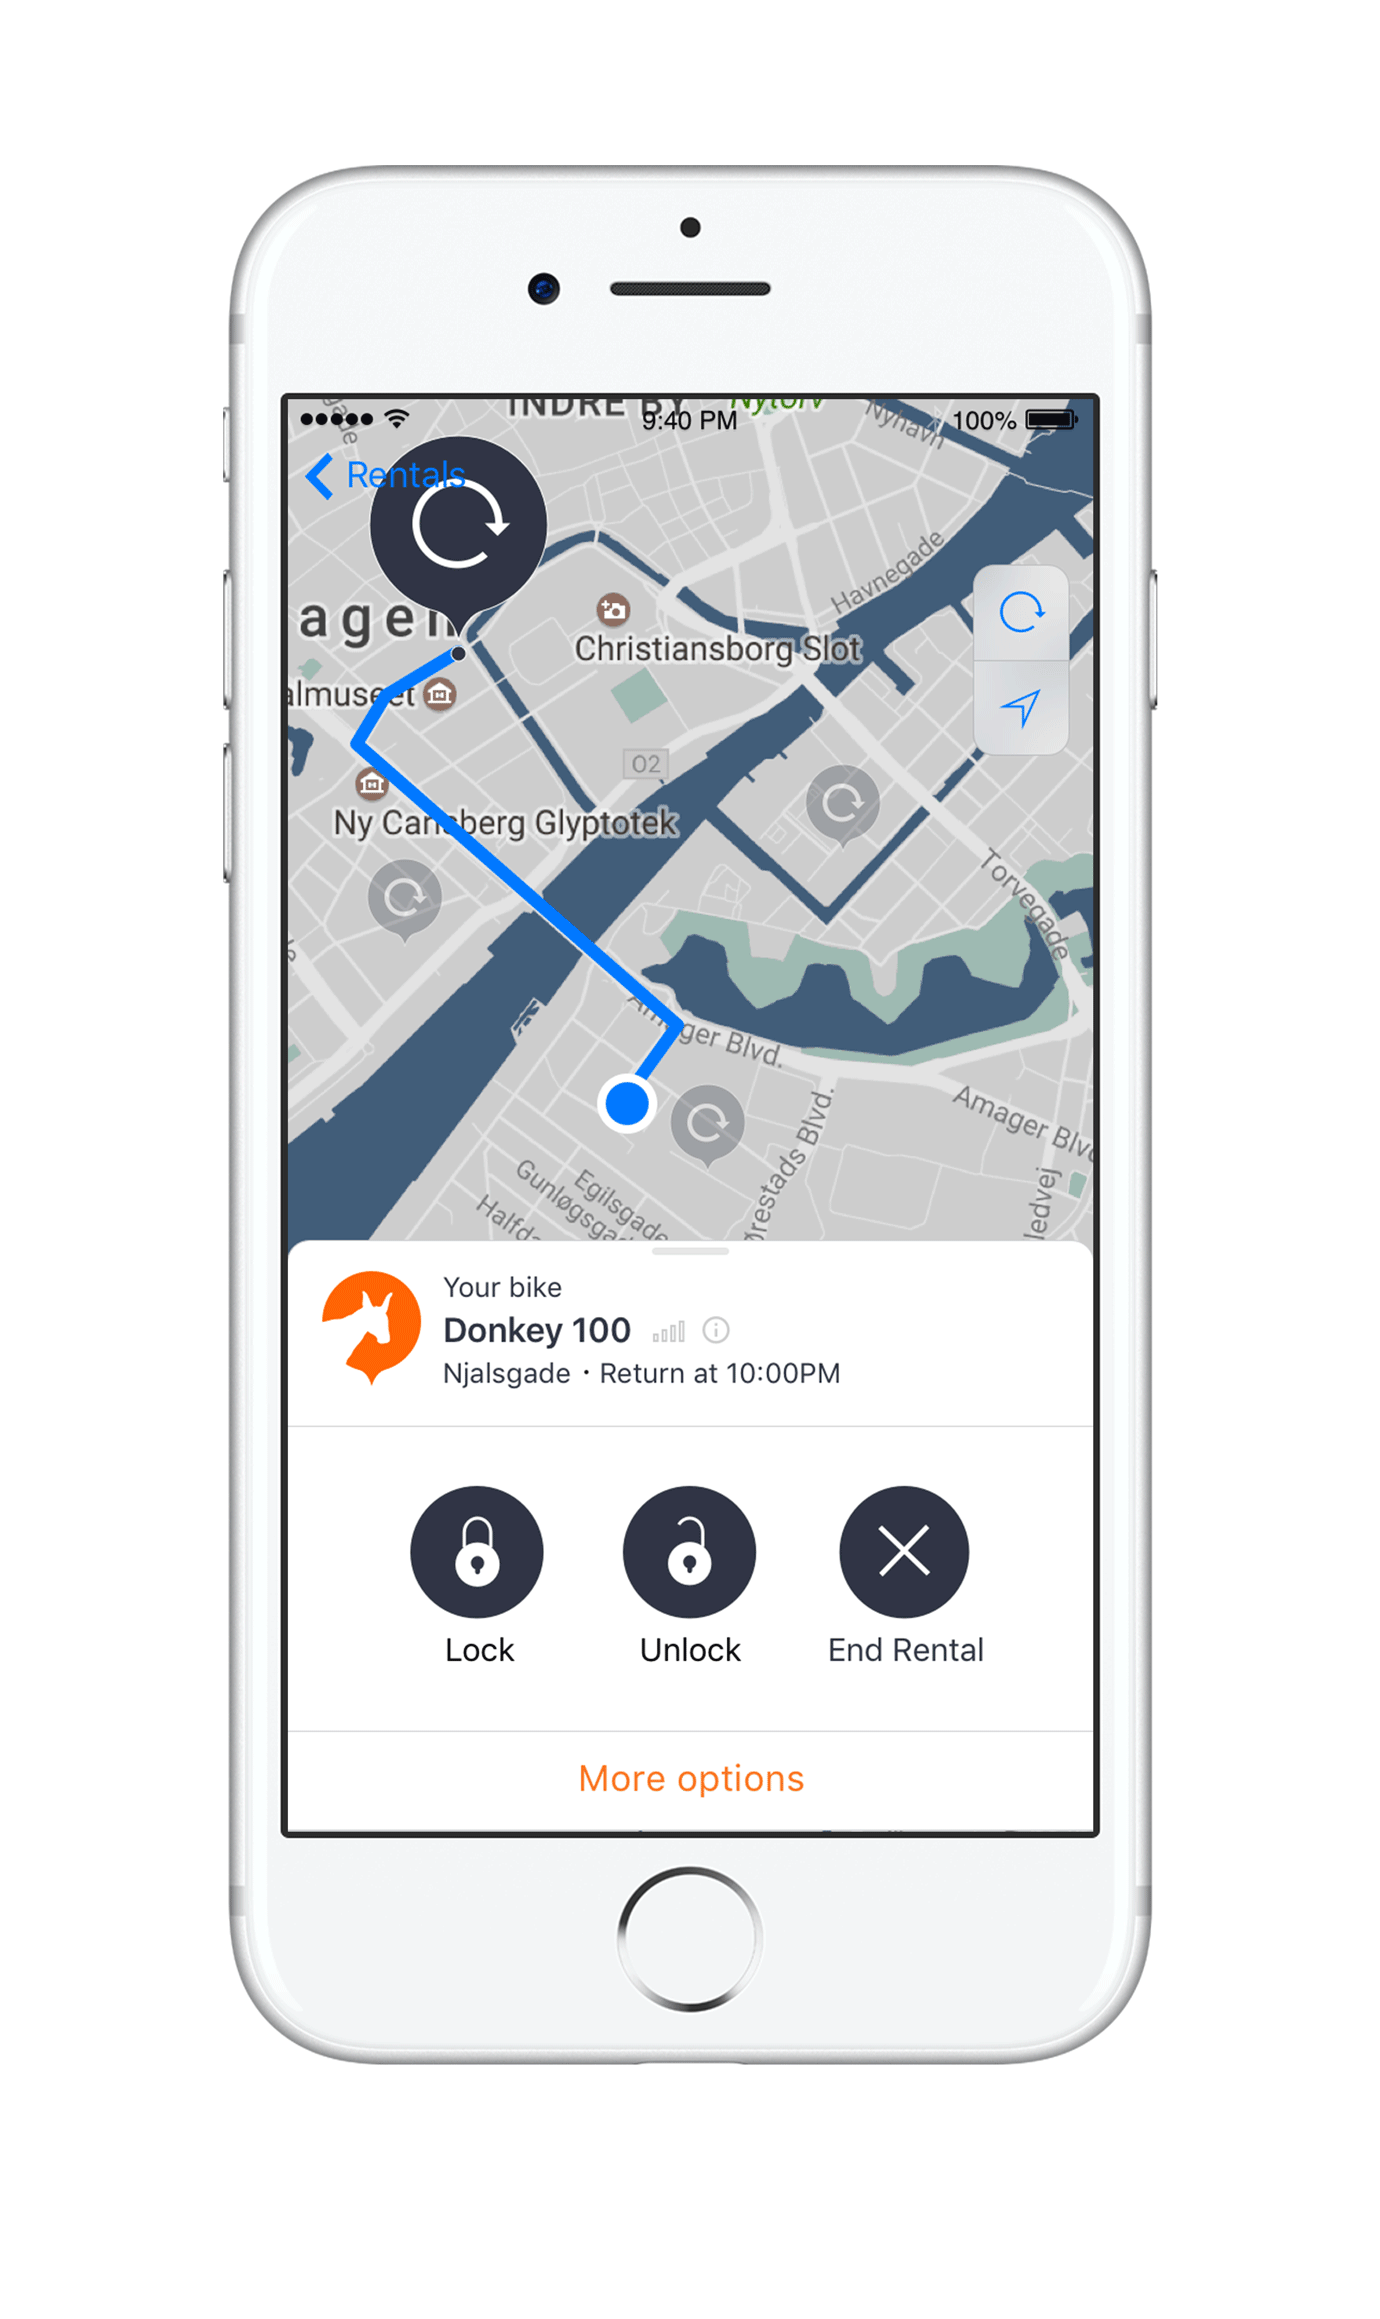 INDRE BY
Nytorv
Nyhavn
9:40 PM
100%
Rentals
Havnegade
agen
Christiansborg Slot
almuseet
O2
Ny Carlsberg Glyptotek
Torvegade
Amager Blvd.
Amager Blvd
Ørestads Blvd.
Egilsgade
Gunløgsga
Halfda
ledvej
Your bike
Donkey 100
Njalsgade · Return at 10:00PM
Lock
Unlock
End Rental
More options